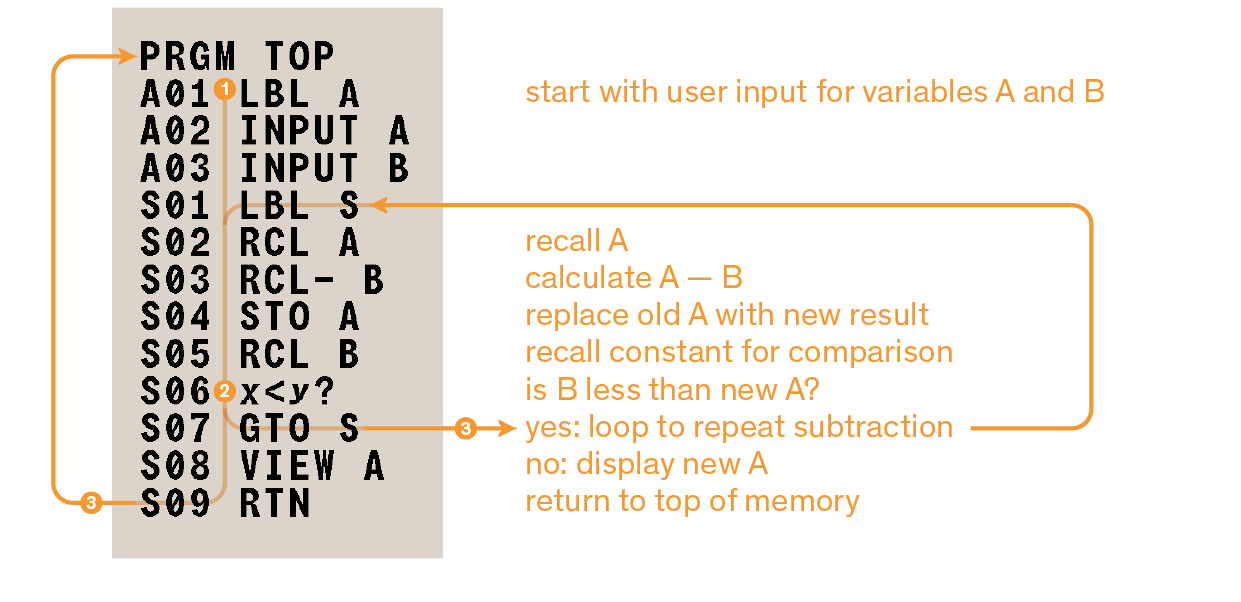 PRGM TOP
A01 1 LBL A start with user input for variables A and B
A02 INPUT A
A03 INPUT B
S01 LBL S
S02 RCL A recall A
S03 RCL- B calculate A — B
S04 STO A replace old A with new result
S05 RCL B recall constant for comparison
S06 2 x<y? is B less than new A?
S07 GTO S 3 yes: loop to repeat subtraction
S08 VIEW A no: display new A
3 S09 RTN return to top of memory